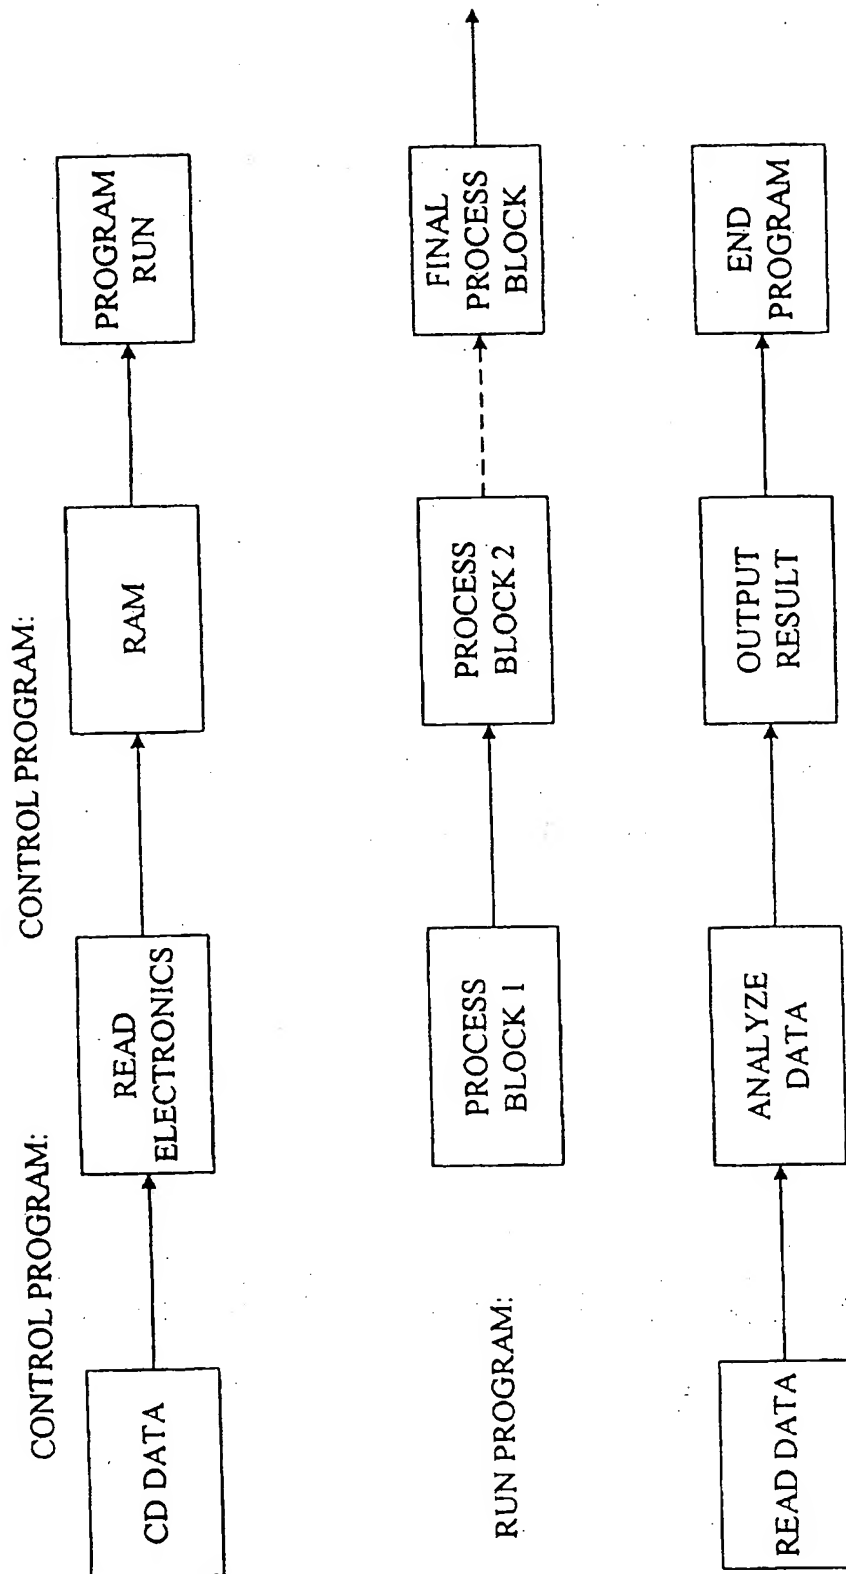 CONTROL PROGRAM:
CONTROL PROGRAM:
CD DATA
READ
ELECTRONICS
RAM
PROGRAM
RUN
RUN PROGRAM:
PROCESS
BLOCK 1
PROCESS
BLOCK 2
FINAL
PROCESS
BLOCK
READ DATA
ANALYZE
DATA
OUTPUT
RESULT
END
PROGRAM